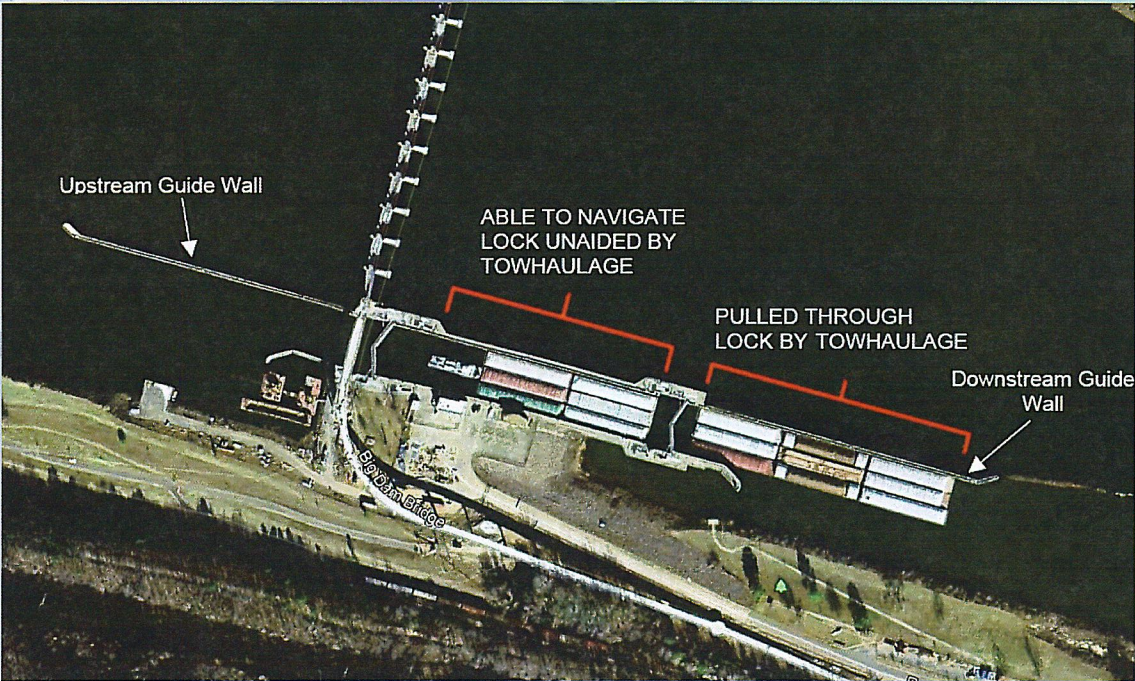 Upstream Guide Wall
ABLE TO NAVIGATE
LOCK UNAIDED BY
TOWHAULAGE
PULLED THROUGH
LOCK BY TOWHAULAGE
Downstream Guide
Wall
Big Dam Bridge